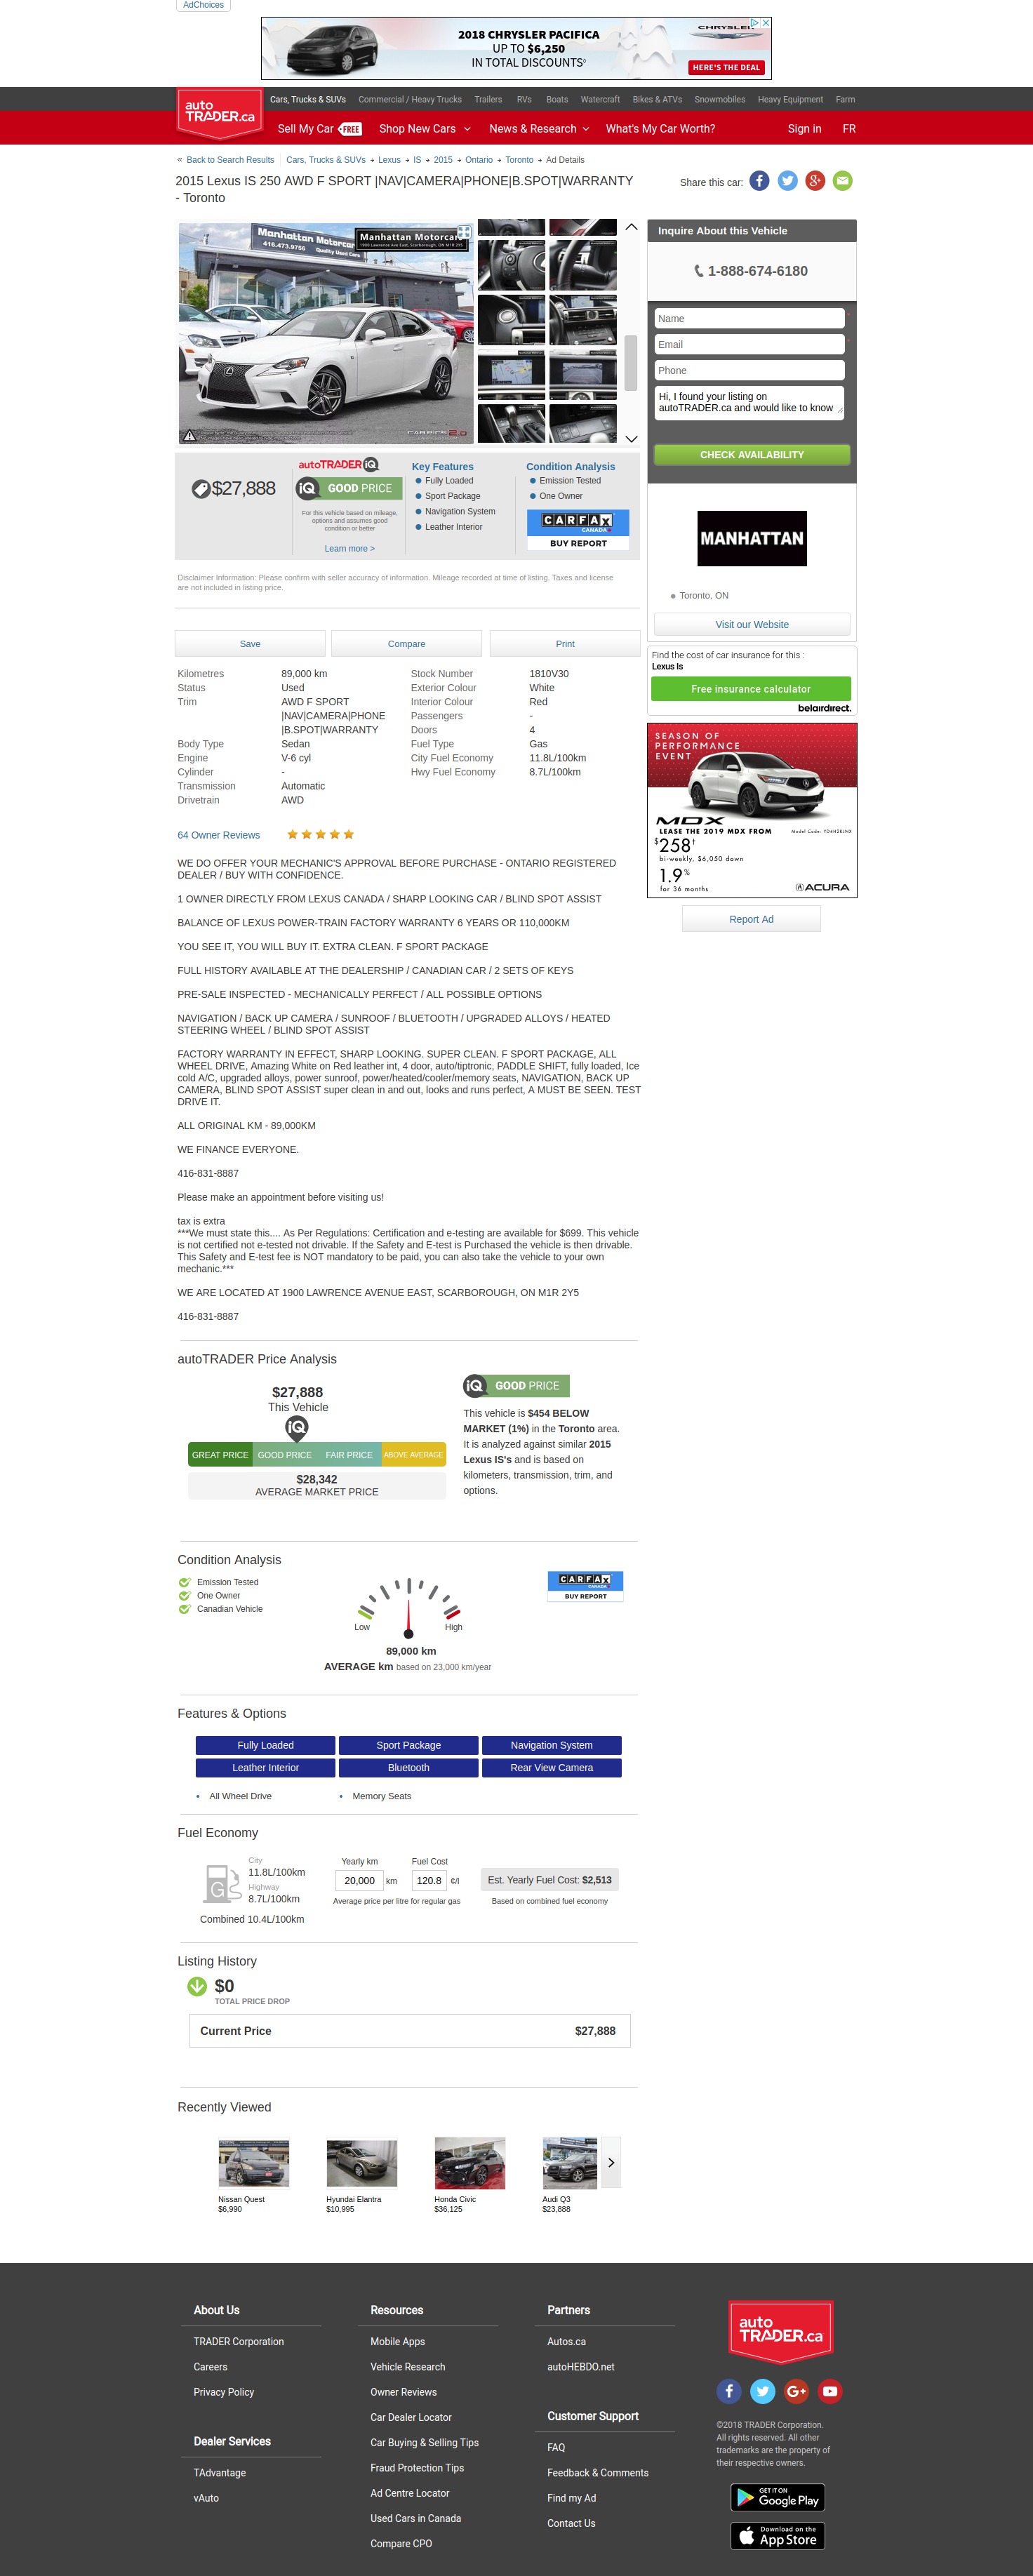 AdChoices
2018 CHRYSLER PACIFICA
UP TO $6,250
IN TOTAL DISCOUNTS◊
CHRYSLER
HERE'S THE DEAL
auto
TRADER.ca
Cars, Trucks & SUVs Commercial / Heavy Trucks Trailers RVs Boats Watercraft Bikes & ATVs Snowmobiles Heavy Equipment Farm
Sell My Car FREE Shop New Cars News & Research What's My Car Worth? Sign in FR
« Back to Search Results Cars, Trucks & SUVs Lexus IS 2015 Ontario Toronto Ad Details
2015 Lexus IS 250 AWD F SPORT |NAV|CAMERA|PHONE|B.SPOT|WARRANTY
- Toronto
Share this car:
Manhattan Motorcar
416.473.9756
Quality Used Cars
Manhattan Motorcars
1900 Lawrence Ave East, Scarborough, ON M1R 2Y5
CARPICS 2.0
Inquire About this Vehicle
1-888-674-6180
Name *
Email *
Phone
Hi, I found your listing on
autoTRADER.ca and would like to know
CHECK AVAILABILITY
MANHATTAN
Toronto, ON
Visit our Website
$27,888
autoTRADER iQ
iQ GOOD PRICE
For this vehicle based on mileage,
options and assumes good
condition or better
Learn more >
Key Features
Fully Loaded
Sport Package
Navigation System
Leather Interior
Condition Analysis
Emission Tested
One Owner
CARFAX
CANADA
BUY REPORT
Disclaimer Information: Please confirm with seller accuracy of information. Mileage recorded at time of listing. Taxes and license
are not included in listing price.
Save
Compare
Print
Find the cost of car insurance for this :
Lexus Is
Free insurance calculator
belairdirect.
Kilometres 89,000 km Stock Number 1810V30
Status Used Exterior Colour White
Trim AWD F SPORT Interior Colour Red
|NAV|CAMERA|PHONE Passengers -
|B.SPOT|WARRANTY Doors 4
Body Type Sedan Fuel Type Gas
Engine V-6 cyl City Fuel Economy 11.8L/100km
Cylinder - Hwy Fuel Economy 8.7L/100km
Transmission Automatic
Drivetrain AWD
SEASON OF
PERFORMANCE
EVENT
MDX
LEASE THE 2019 MDX FROM
Model Code: YD4H2KJNX
$258†
bi-weekly, $6,050 down
1.9%
for 36 months
ACURA
Report Ad
64 Owner Reviews
WE DO OFFER YOUR MECHANIC'S APPROVAL BEFORE PURCHASE - ONTARIO REGISTERED
DEALER / BUY WITH CONFIDENCE.
1 OWNER DIRECTLY FROM LEXUS CANADA / SHARP LOOKING CAR / BLIND SPOT ASSIST
BALANCE OF LEXUS POWER-TRAIN FACTORY WARRANTY 6 YEARS OR 110,000KM
YOU SEE IT, YOU WILL BUY IT. EXTRA CLEAN. F SPORT PACKAGE
FULL HISTORY AVAILABLE AT THE DEALERSHIP / CANADIAN CAR / 2 SETS OF KEYS
PRE-SALE INSPECTED - MECHANICALLY PERFECT / ALL POSSIBLE OPTIONS
NAVIGATION / BACK UP CAMERA / SUNROOF / BLUETOOTH / UPGRADED ALLOYS / HEATED
STEERING WHEEL / BLIND SPOT ASSIST
FACTORY WARRANTY IN EFFECT, SHARP LOOKING. SUPER CLEAN. F SPORT PACKAGE, ALL
WHEEL DRIVE, Amazing White on Red leather int, 4 door, auto/tiptronic, PADDLE SHIFT, fully loaded, Ice
cold A/C, upgraded alloys, power sunroof, power/heated/cooler/memory seats, NAVIGATION, BACK UP
CAMERA, BLIND SPOT ASSIST super clean in and out, looks and runs perfect, A MUST BE SEEN. TEST
DRIVE IT.
ALL ORIGINAL KM - 89,000KM
WE FINANCE EVERYONE.
416-831-8887
Please make an appointment before visiting us!
tax is extra
***We must state this.... As Per Regulations: Certification and e-testing are available for $699. This vehicle
is not certified not e-tested not drivable. If the Safety and E-test is Purchased the vehicle is then drivable.
This Safety and E-test fee is NOT mandatory to be paid, you can also take the vehicle to your own
mechanic.***
WE ARE LOCATED AT 1900 LAWRENCE AVENUE EAST, SCARBOROUGH, ON M1R 2Y5
416-831-8887
autoTRADER Price Analysis
$27,888
This Vehicle
iQ
GREAT PRICE GOOD PRICE FAIR PRICE ABOVE AVERAGE
$28,342
AVERAGE MARKET PRICE
iQ GOOD PRICE
This vehicle is $454 BELOW
MARKET (1%) in the Toronto area.
It is analyzed against similar 2015
Lexus IS's and is based on
kilometers, transmission, trim, and
options.
Condition Analysis
Emission Tested
One Owner
Canadian Vehicle
Low High
89,000 km
AVERAGE km based on 23,000 km/year
CARFAX
CANADA
BUY REPORT
Features & Options
Fully Loaded Sport Package Navigation System
Leather Interior Bluetooth Rear View Camera
All Wheel Drive Memory Seats
Fuel Economy
G
City
11.8L/100km
Highway
8.7L/100km
Combined 10.4L/100km
Yearly km Fuel Cost
20,000 km 120.8 ¢/l
Average price per litre for regular gas
Est. Yearly Fuel Cost: $2,513
Based on combined fuel economy
Listing History
$0
TOTAL PRICE DROP
Current Price $27,888
Recently Viewed
Nissan Quest
$6,990
Hyundai Elantra
$10,995
Honda Civic
$36,125
Audi Q3
$23,888
About Us
TRADER Corporation
Careers
Privacy Policy
Dealer Services
TAdvantage
vAuto
Resources
Mobile Apps
Vehicle Research
Owner Reviews
Car Dealer Locator
Car Buying & Selling Tips
Fraud Protection Tips
Ad Centre Locator
Used Cars in Canada
Compare CPO
Partners
Autos.ca
autoHEBDO.net
Customer Support
FAQ
Feedback & Comments
Find my Ad
Contact Us
auto
TRADER.ca
©2018 TRADER Corporation.
All rights reserved. All other
trademarks are the property of
their respective owners.
GET IT ON
Google Play
Download on the
App Store